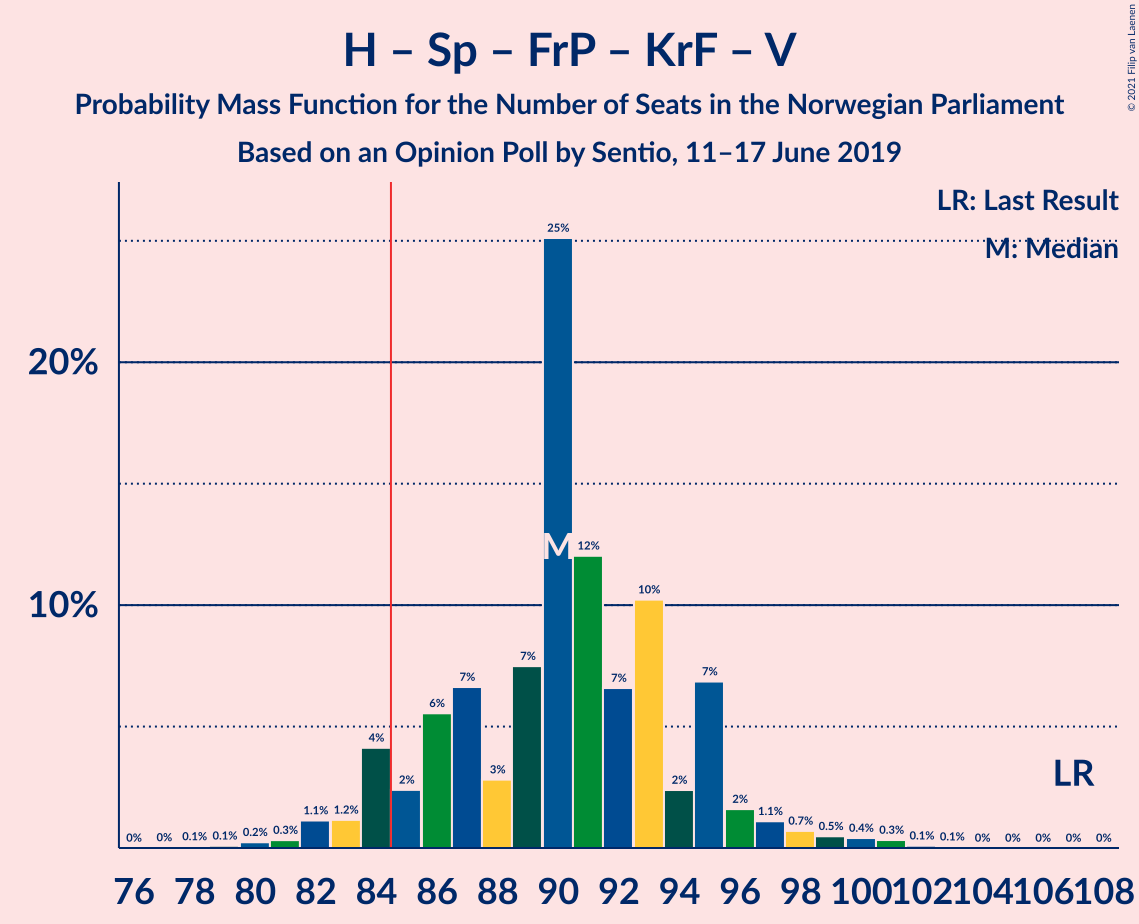 H – Sp – FrP – KrF – V
Probability Mass Function for the Number of Seats in the Norwegian Parliament
Based on an Opinion Poll by Sentio, 11–17 June 2019
© 2021 Filip van Laenen
LR: Last Result
M: Median
20%
10%
0% 0% 0.1% 0.1% 0.2% 0.3% 1.1% 1.2% 4% 2% 6% 7% 3% 7% 25% 12% 7% 10% 2% 7% 2% 1.1% 0.7% 0.5% 0.4% 0.3% 0.1% 0.1% 0% 0% 0% 0% 0%
M
LR
76 78 80 82 84 86 88 90 92 94 96 98 100 102 104 106 108